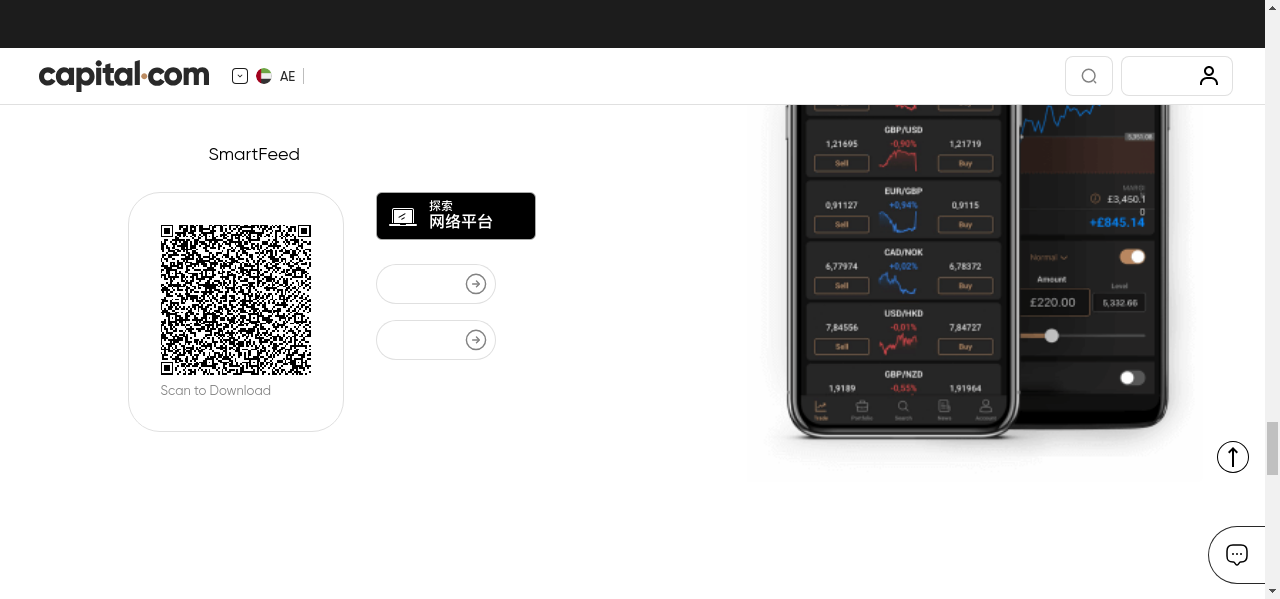 capital.com
AE
SmartFeed
探索
网络平台
Scan to Download
GBP/USD
1,21695
-0,90%
1,21719
Sell
Buy
EUR/GBP
0,91127
+0,94%
0,9115
Sell
Buy
CAD/NOK
6,77974
+0,02%
6,78372
Sell
Buy
USD/HKD
7,84556
-0,01%
7,84727
Sell
Buy
GBP/NZD
1,9189
-0,55%
1,91964
Trade
Portfolio
Search
News
Account
£3,450.1
0
+£845.14
Normal
Amount
Level
£220.00
5,332.66